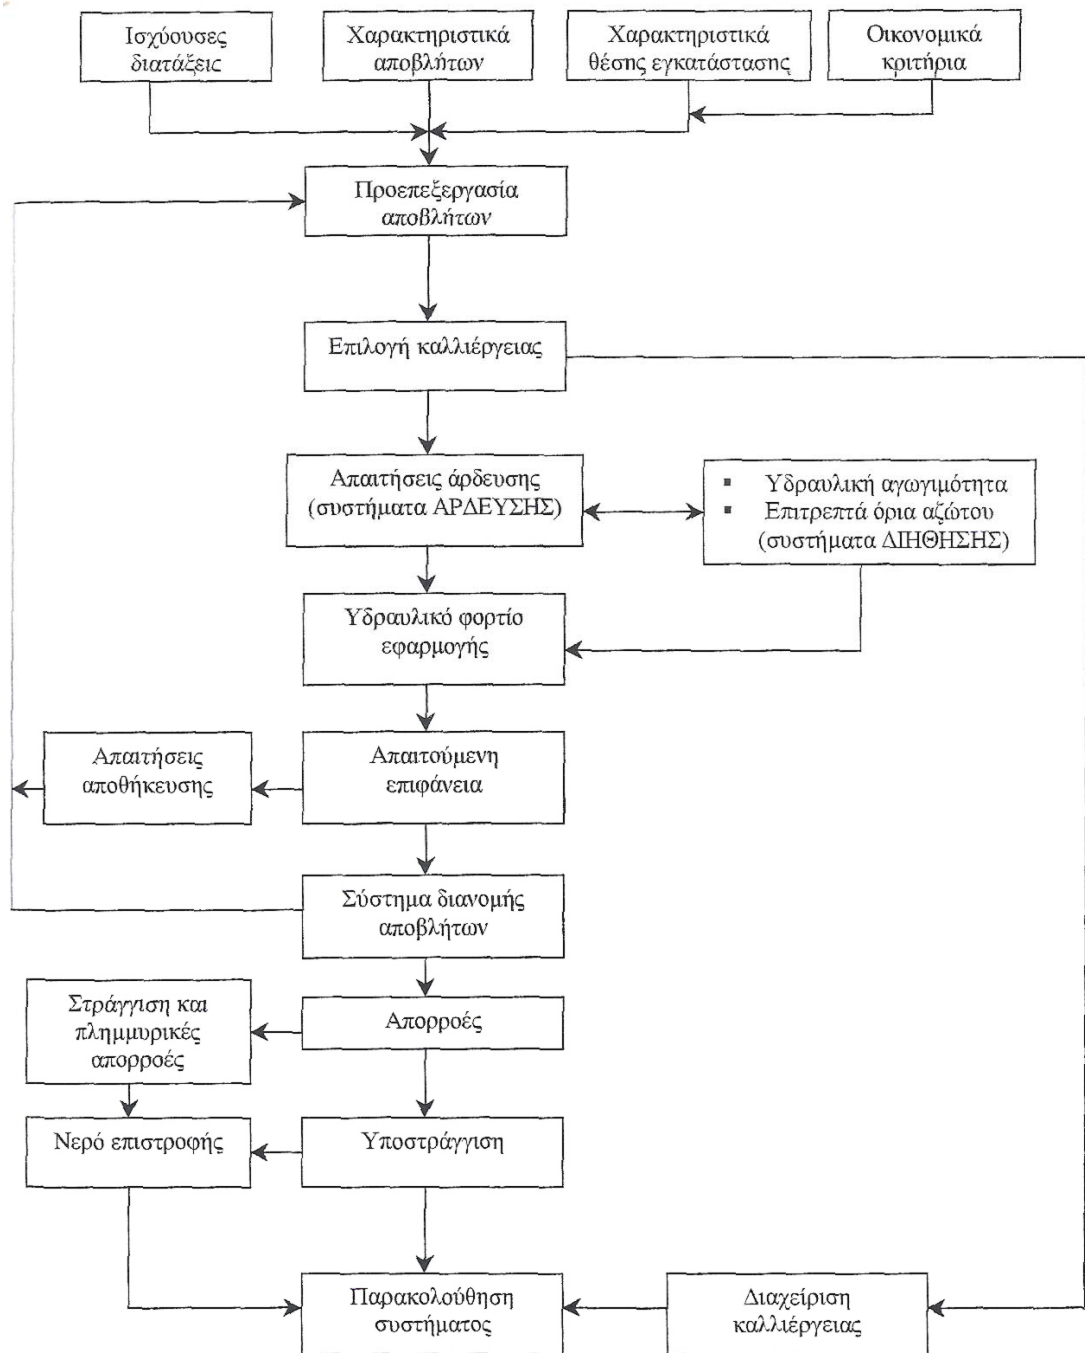 Ισχύουσες
διατάξεις
Χαρακτηριστικά
αποβλήτων
Χαρακτηριστικά
θέσης εγκατάστασης
Οικονομικά
κριτήρια
Προεπεξεργασία
αποβλήτων
Επιλογή καλλιέργειας
Απαιτήσεις άρδευσης
(συστήματα ΑΡΔΕΥΣΗΣ)
▪ Υδραυλική αγωγιμότητα
▪ Επιτρεπτά όρια αζώτου
(συστήματα ΔΙΗΘΗΣΗΣ)
Υδραυλικό φορτίο
εφαρμογής
Απαιτήσεις
αποθήκευσης
Απαιτούμενη
επιφάνεια
Σύστημα διανομής
αποβλήτων
Στράγγιση και
πλημμυρικές
απορροές
Απορροές
Νερό επιστροφής
Υποστράγγιση
Παρακολούθηση
συστήματος
Διαχείριση
καλλιέργειας